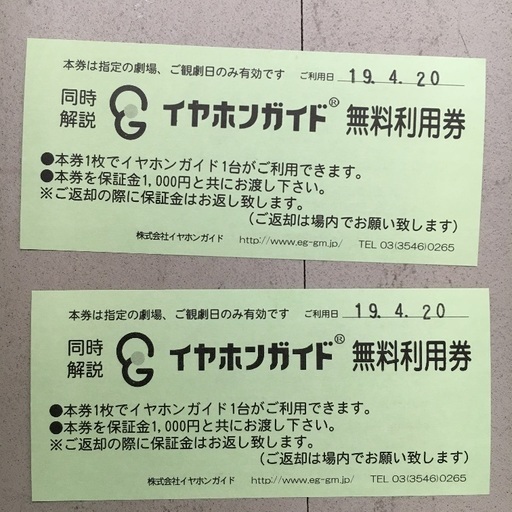 本券は指定の劇場、ご観劇日のみ有効です ご利用日 19. 4. 20
同時解説 イヤホンガイド® 無料利用券
●本券1枚でイヤホンガイド1台がご利用できます。
●本券を保証金1,000円と共にお渡し下さい。
※ご返却の際に保証金はお返し致します。
(ご返却は場内でお願い致します)
株式会社イヤホンガイド http://www.eg-gm.jp/ TEL 03(3546)0265
本券は指定の劇場、ご観劇日のみ有効です ご利用日 19. 4. 20
同時解説 イヤホンガイド® 無料利用券
●本券1枚でイヤホンガイド1台がご利用できます。
●本券を保証金1,000円と共にお渡し下さい。
※ご返却の際に保証金はお返し致します。
(ご返却は場内でお願い致します)
株式会社イヤホンガイド http://www.eg-gm.jp/ TEL 03(3546)0265